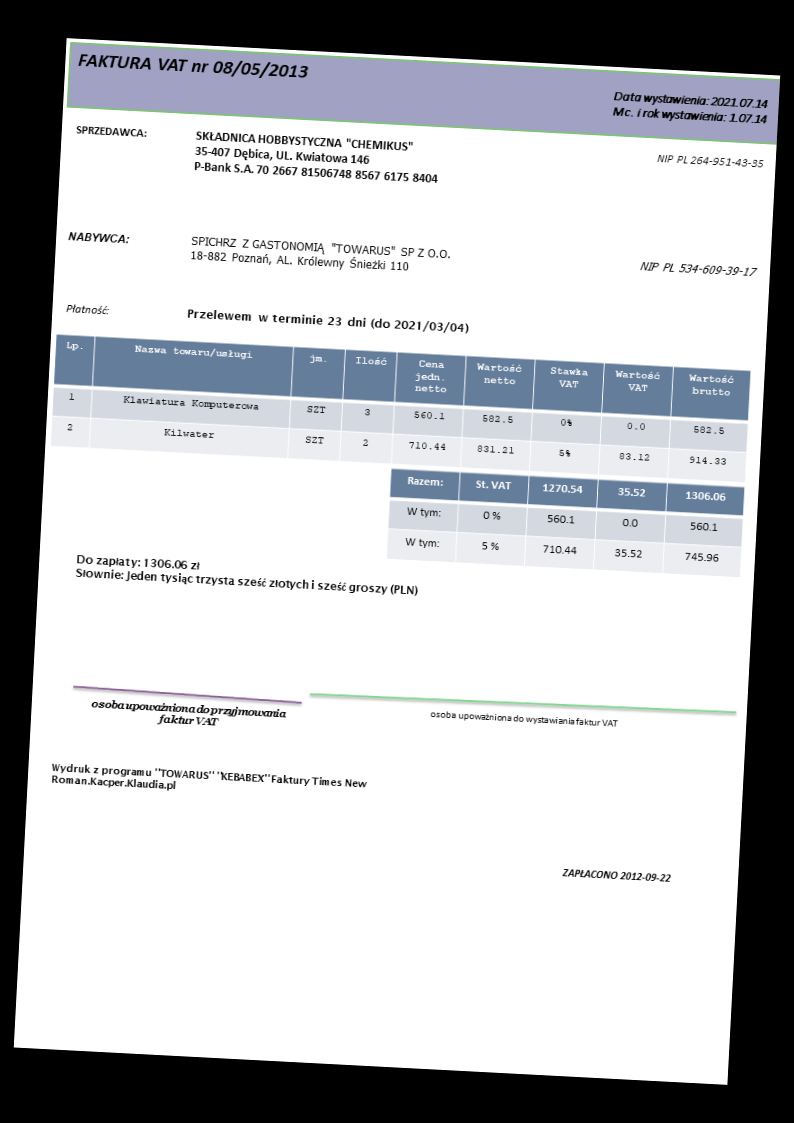 FAKTURA VAT nr 08/05/2013
Data wystawienia: 2021.07.14
Mc. i rok wystawienia: 1.07.14
SPRZEDAWCA:
SKŁADNICA HOBBYSTYCZNA "CHEMIKUS"
35-407 Dębica, UL. Kwiatowa 146
P-Bank S.A. 70 2667 81506748 8567 6175 8404
NIP PL 264-951-43-35
NABYWCA:
SPICHRZ Z GASTONOMIĄ "TOWARUS" SP Z O.O.
18-882 Poznań, AL. Królewny Śnieżki 110
NIP PL 534-609-39-17
Płatność:
Przelewem w terminie 23 dni (do 2021/03/04)
Lp. Nazwa towaru/usługi jm. Ilość Cena jedn. netto Wartość netto Stawka VAT Wartość VAT Wartość brutto
1 Klawiatura Komputerowa SZT 3 560.1 582.5 0% 0.0 582.5
2 Kilwater SZT 2 710.44 831.21 5% 83.12 914.33
Razem: St. VAT 1270.54 35.52 1306.06
W tym: 0 % 560.1 0.0 560.1
W tym: 5 % 710.44 35.52 745.96
Do zapłaty: 1306.06 zł
Słownie: Jeden tysiąc trzysta sześć złotych i sześć groszy (PLN)
osoba upoważniona do przyjmowania
faktur VAT
osoba upoważniona do wystawiania faktur VAT
Wydruk z programu ''TOWARUS'' ''KEBABEX'' Faktury Times New
Roman.Kacper.Klaudia.pl
ZAPŁACONO 2012-09-22